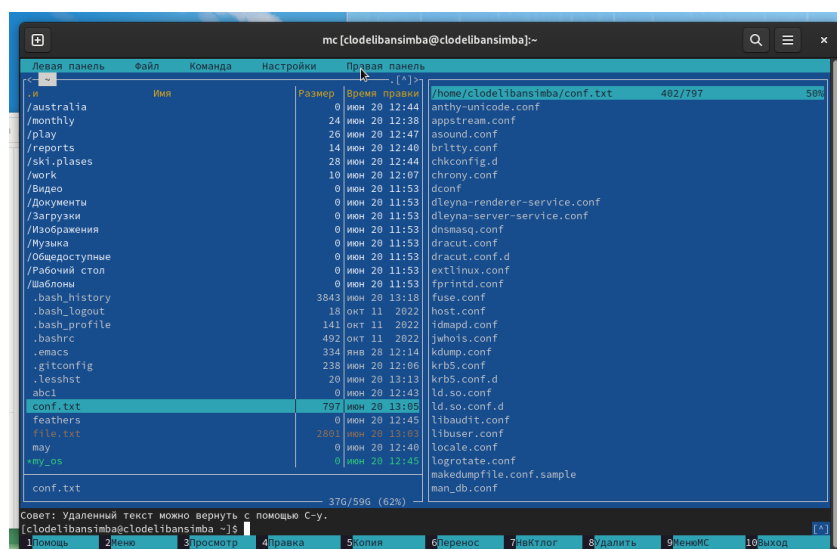 mc [clodelibansimba@clodelibansimba]:~
Левая панель Файл Команда Настройки Правая панель
<- ~ .[^]>
.и Имя Размер Время правки
/australia 0 июн 20 12:44
/monthly 24 июн 20 12:38
/play 26 июн 20 12:47
/reports 14 июн 20 12:40
/ski.plases 28 июн 20 12:44
/work 10 июн 20 12:07
/Видео 0 июн 20 11:53
/Документы 0 июн 20 11:53
/Загрузки 0 июн 20 11:53
/Изображения 0 июн 20 11:53
/Музыка 0 июн 20 11:53
/Общедоступные 0 июн 20 11:53
/Рабочий стол 0 июн 20 11:53
/Шаблоны 0 июн 20 11:53
.bash_history 3843 июн 20 13:18
.bash_logout 18 окт 11 2022
.bash_profile 141 окт 11 2022
.bashrc 492 окт 11 2022
.emacs 334 янв 28 12:14
.gitconfig 238 июн 20 12:06
.lesshst 20 июн 20 13:13
abc1 0 июн 20 12:43
conf.txt 797 июн 20 13:05
feathers 0 июн 20 12:45
file.txt 2801 июн 20 13:03
may 0 июн 20 12:40
*my_os 0 июн 20 12:45
conf.txt
37G/59G (62%)
/home/clodelibansimba/conf.txt 402/797 50%
anthy-unicode.conf
appstream.conf
asound.conf
brltty.conf
chkconfig.d
chrony.conf
dconf
dleyna-renderer-service.conf
dleyna-server-service.conf
dnsmasq.conf
dracut.conf
dracut.conf.d
extlinux.conf
fprintd.conf
fuse.conf
host.conf
idmapd.conf
jwhois.conf
kdump.conf
krb5.conf
krb5.conf.d
ld.so.conf
ld.so.conf.d
libaudit.conf
libuser.conf
locale.conf
logrotate.conf
makedumpfile.conf.sample
man_db.conf
Совет: Удаленный текст можно вернуть с помощью C-y.
[clodelibansimba@clodelibansimba ~]$ [^]
1Помощь 2Меню 3Просмотр 4Правка 5Копия 6Перенос 7НвКтлог 8Удалить 9МенюМС 10Выход